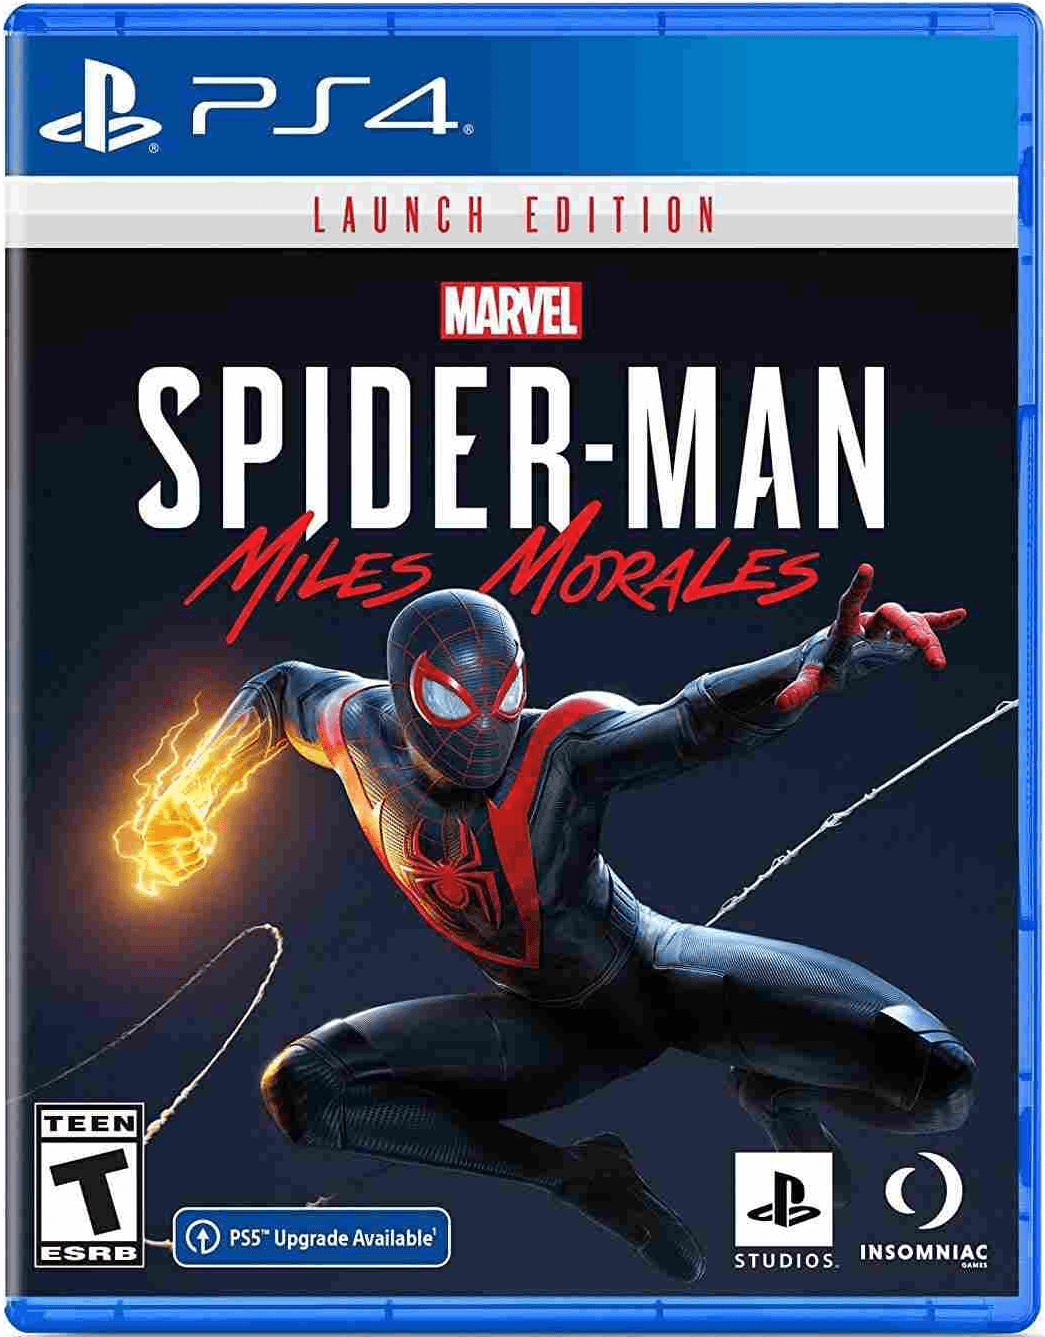 PS4
LAUNCH EDITION
MARVEL
SPIDER-MAN
MILES MORALES
TEEN
T
ESRB
PS5™ Upgrade Available¹
STUDIOS
INSOMNIAC
GAMES